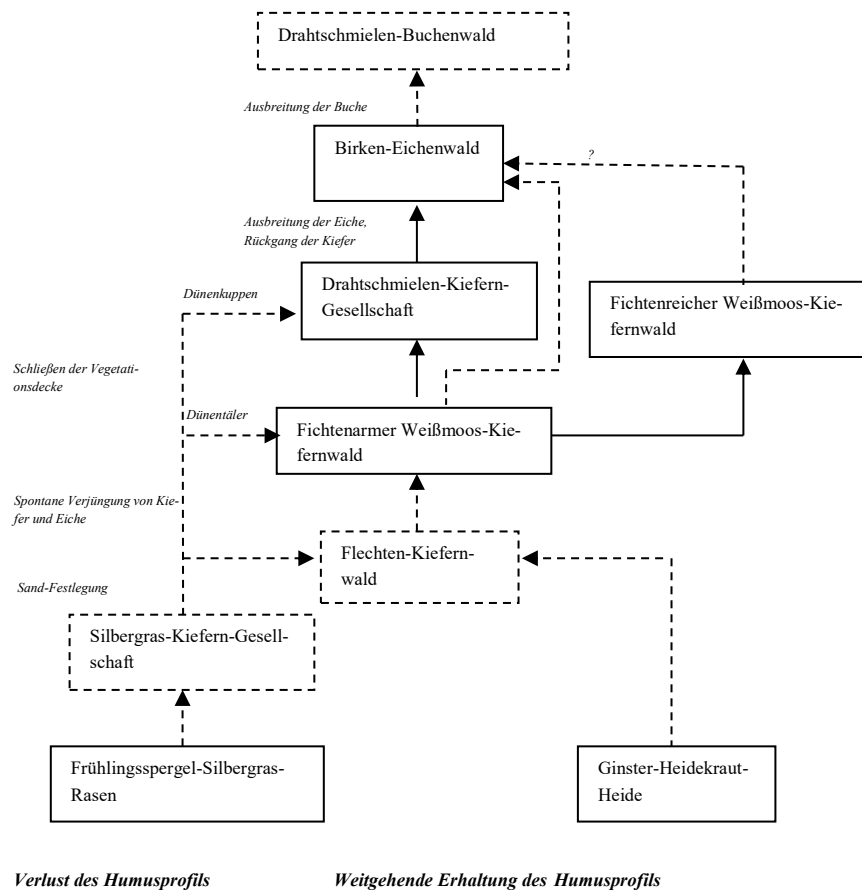 Drahtschmielen-Buchenwald
Ausbreitung der Buche
Birken-Eichenwald
?
Ausbreitung der Eiche,
Rückgang der Kiefer
Drahtschmielen-Kiefern-
Gesellschaft
Dünenkuppen
Fichtenreicher Weißmoos-Kie-
fernwald
Schließen der Vegetati-
onsdecke
Dünentäler
Fichtenarmer Weißmoos-Kie-
fernwald
Spontane Verjüngung von Kie-
fer und Eiche
Flechten-Kiefern-
wald
Sand-Festlegung
Silbergras-Kiefern-Gesell-
schaft
Frühlingsspergel-Silbergras-
Rasen
Ginster-Heidekraut-
Heide
Verlust des Humusprofils
Weitgehende Erhaltung des Humusprofils